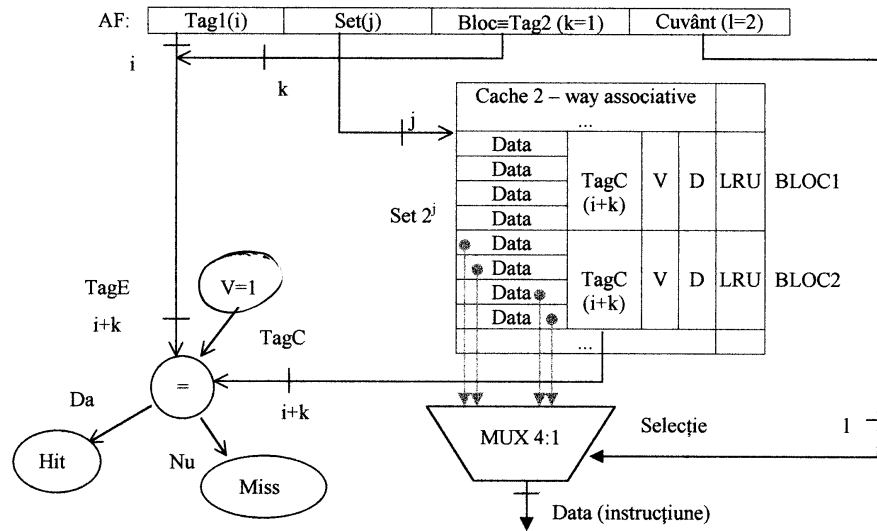 AF: Tag1(i) Set(j) Bloc≡Tag2 (k=1) Cuvânt (l=2)
i
k
j
Cache 2 – way associative
...
Data
Data
Data
Data
TagC
(i+k)
V D LRU BLOC1
Set 2^j
Data
Data
Data
Data
TagC
(i+k)
V D LRU BLOC2
...
TagE
i+k
V=1
TagC
=
i+k
Da
Nu
Hit
Miss
MUX 4:1
Selecție
l
Data (instrucțiune)